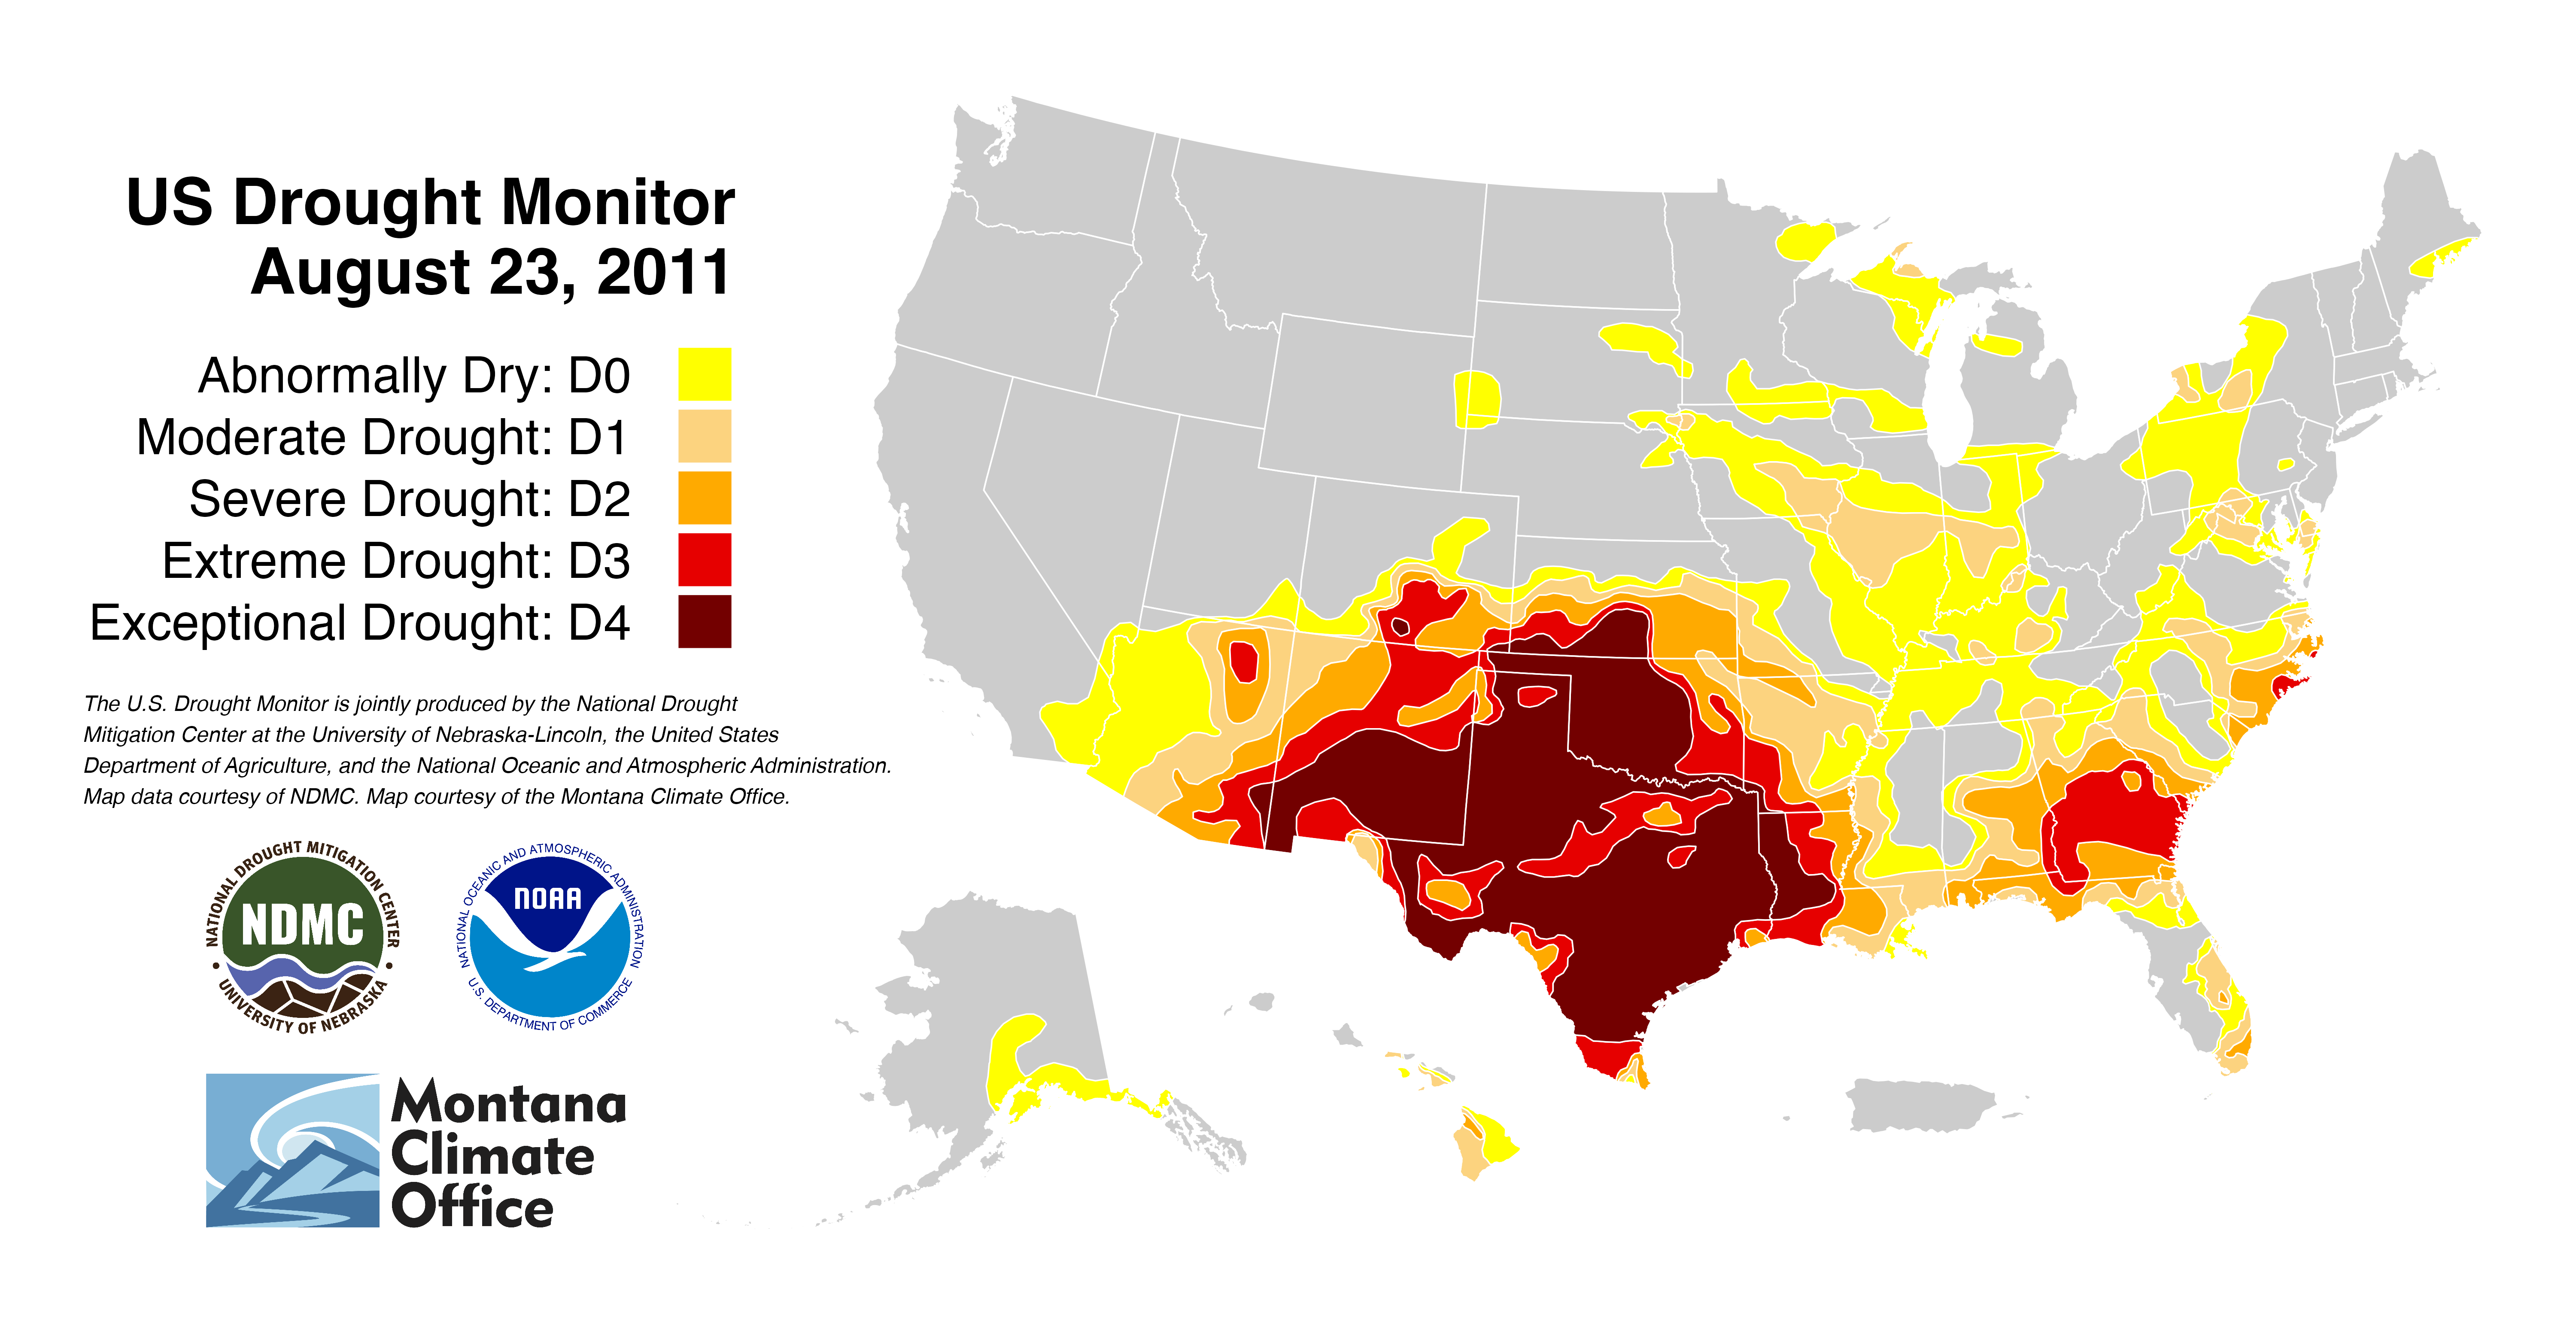 US Drought Monitor
August 23, 2011
Abnormally Dry: D0
Moderate Drought: D1
Severe Drought: D2
Extreme Drought: D3
Exceptional Drought: D4
The U.S. Drought Monitor is jointly produced by the National Drought
Mitigation Center at the University of Nebraska-Lincoln, the United States
Department of Agriculture, and the National Oceanic and Atmospheric Administration.
Map data courtesy of NDMC. Map courtesy of the Montana Climate Office.
NATIONAL DROUGHT MITIGATION CENTER
NDMC
UNIVERSITY OF NEBRASKA
NATIONAL OCEANIC AND ATMOSPHERIC ADMINISTRATION
NOAA
U.S. DEPARTMENT OF COMMERCE
Montana
Climate
Office